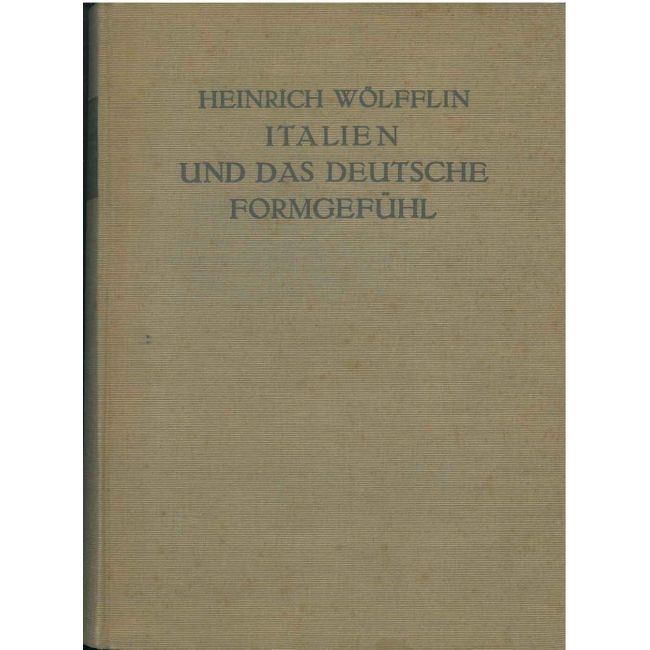 HEINRICH WÖLFFLIN
ITALIEN
UND DAS DEUTSCHE
FORMGEFÜHL